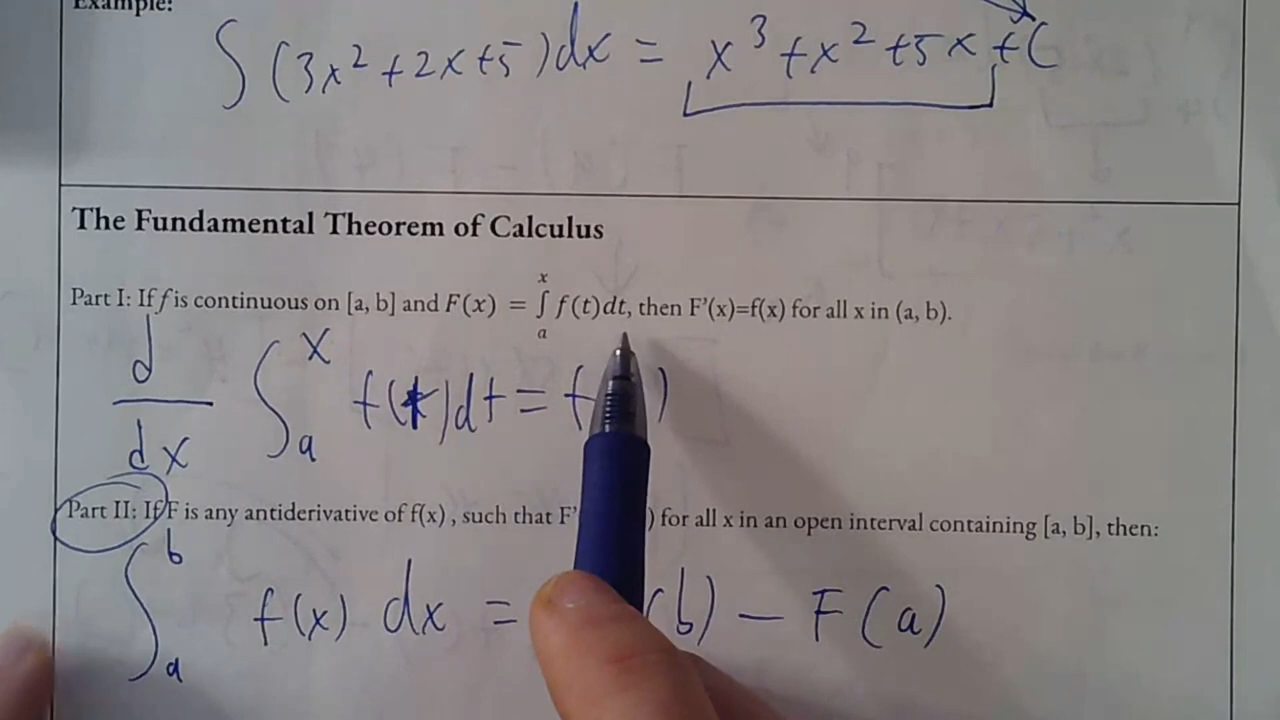 Example:
∫ (3x² + 2x + 5) dx = x³ + x² + 5x + C
The Fundamental Theorem of Calculus
Part I: If f is continuous on [a, b] and F(x) = ∫ₐˣ f(t)dt, then F'(x)=f(x) for all x in (a, b).
d/dx ∫ₐˣ f(t)dt = f( )
Part II: If F is any antiderivative of f(x) , such that F' ) for all x in an open interval containing [a, b], then:
∫ₐᵇ f(x) dx = (b) − F(a)